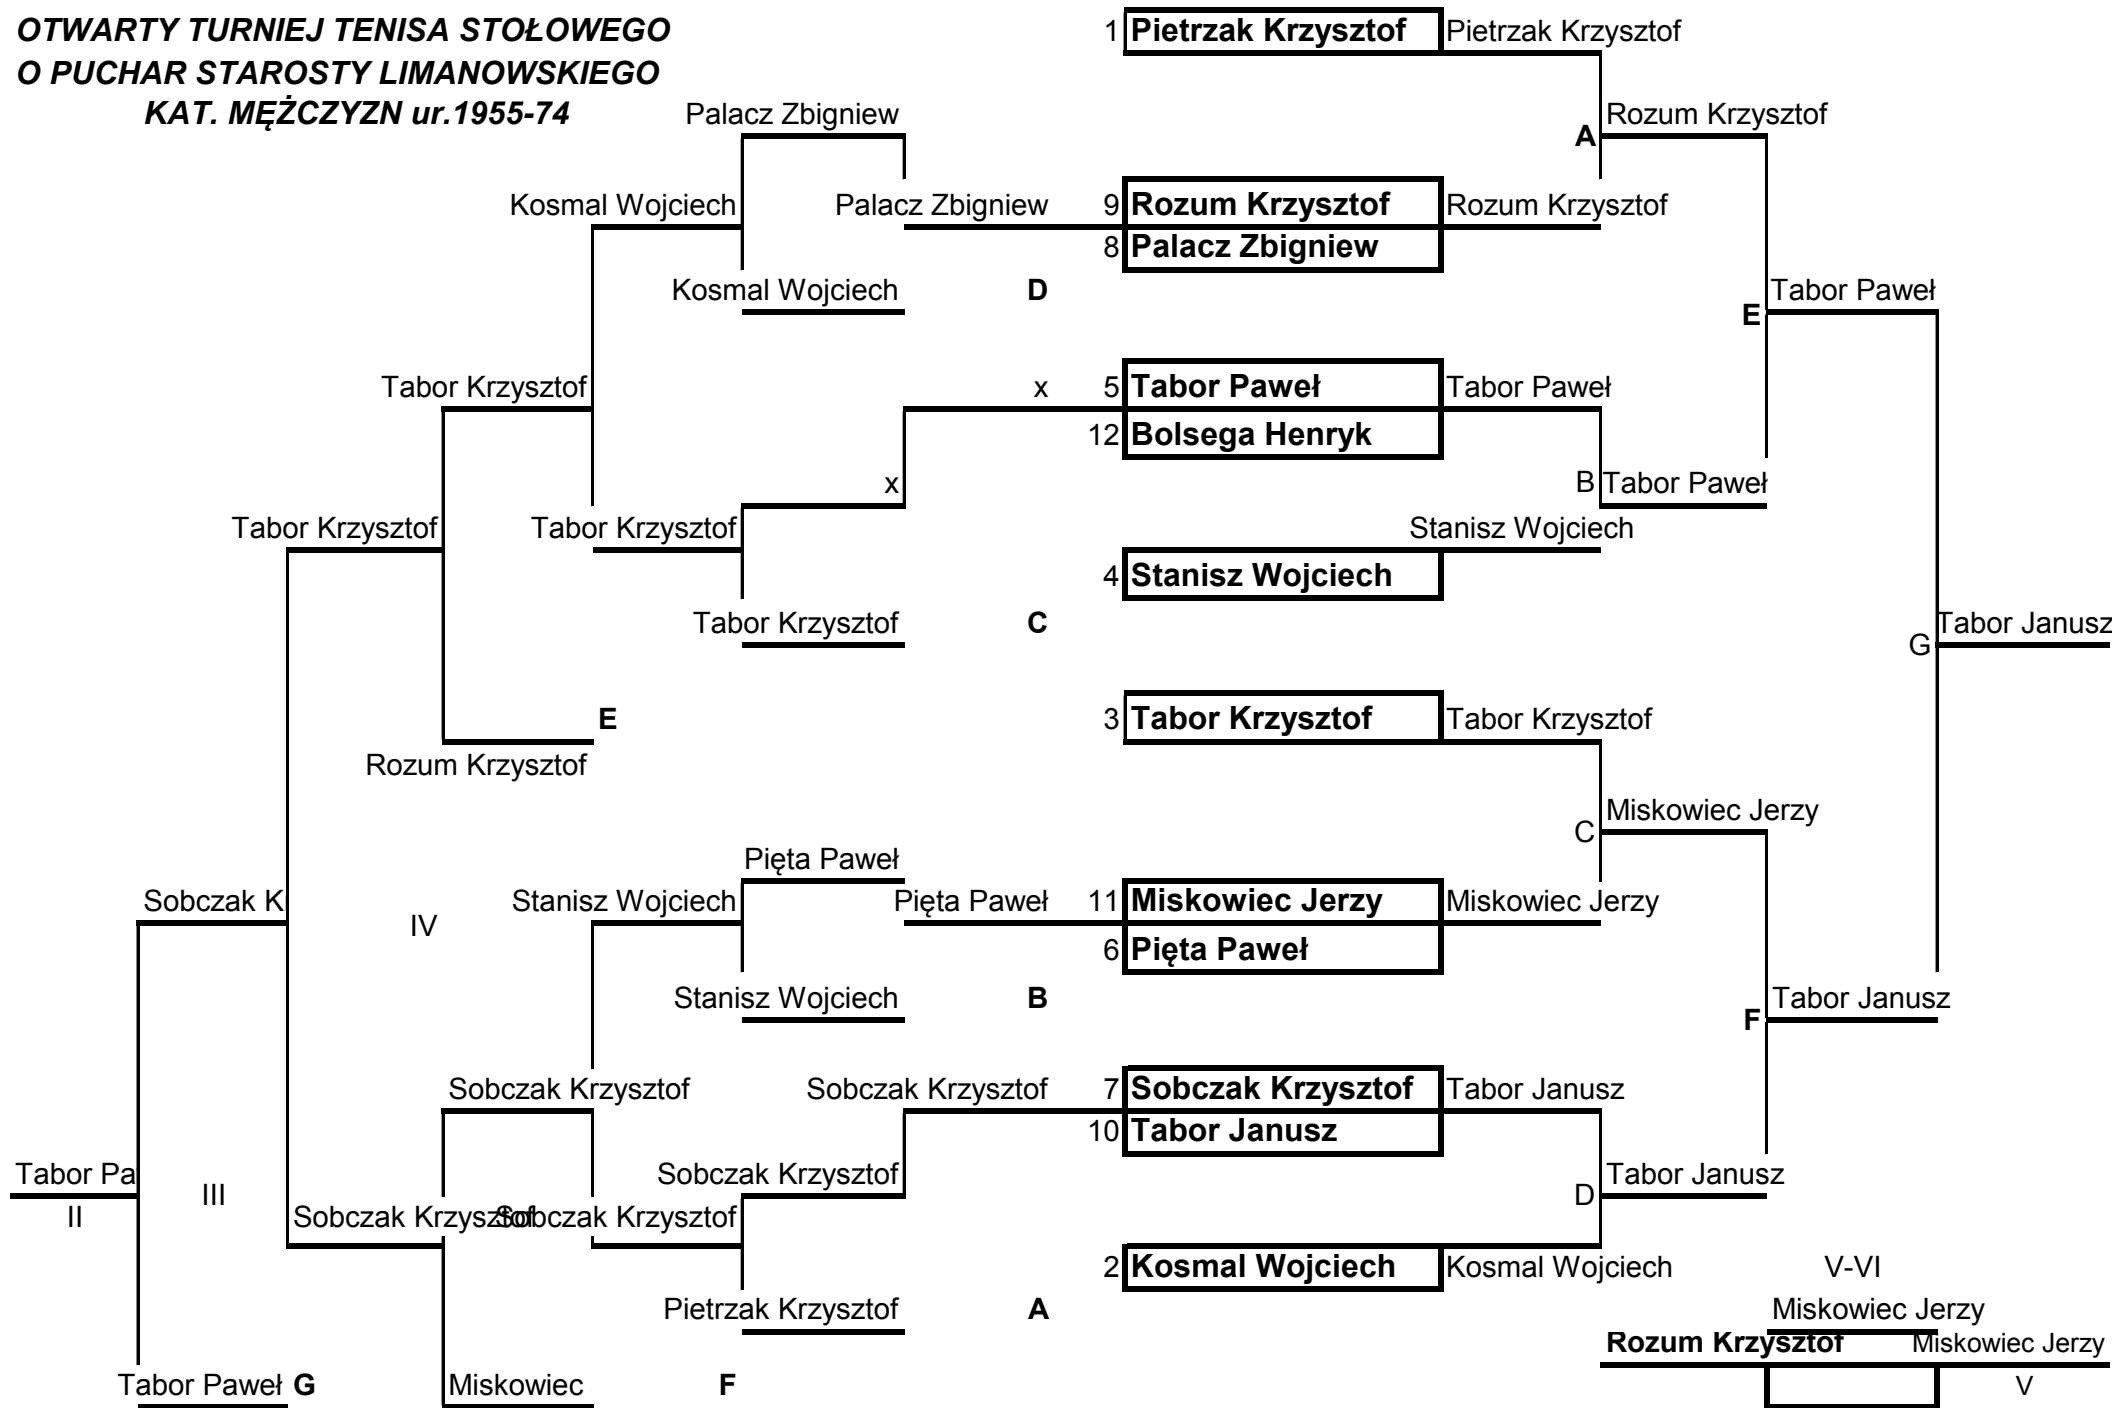 OTWARTY TURNIEJ TENISA STOŁOWEGO
O PUCHAR STAROSTY LIMANOWSKIEGO
KAT. MĘŻCZYZN ur.1955-74
1 Pietrzak Krzysztof Pietrzak Krzysztof
Palacz Zbigniew
A Rozum Krzysztof
Kosmal Wojciech Palacz Zbigniew 9 Rozum Krzysztof Rozum Krzysztof
8 Palacz Zbigniew
Kosmal Wojciech D
E Tabor Paweł
Tabor Krzysztof x 5 Tabor Paweł Tabor Paweł
12 Bolsega Henryk
x B Tabor Paweł
Tabor Krzysztof Tabor Krzysztof Stanisz Wojciech
4 Stanisz Wojciech
Tabor Krzysztof C
G Tabor Janusz
E 3 Tabor Krzysztof Tabor Krzysztof
Rozum Krzysztof
C Miskowiec Jerzy
Pięta Paweł
Sobczak K IV Stanisz Wojciech Pięta Paweł 11 Miskowiec Jerzy Miskowiec Jerzy
6 Pięta Paweł
Stanisz Wojciech B
F Tabor Janusz
Sobczak Krzysztof Sobczak Krzysztof 7 Sobczak Krzysztof Tabor Janusz
10 Tabor Janusz
Tabor Pa III Sobczak Krzysztof D Tabor Janusz
II Sobczak Krzysztof Sobczak Krzysztof
2 Kosmal Wojciech Kosmal Wojciech V-VI
Pietrzak Krzysztof A Miskowiec Jerzy
Rozum Krzysztof Miskowiec Jerzy
Tabor Paweł G Miskowiec F V